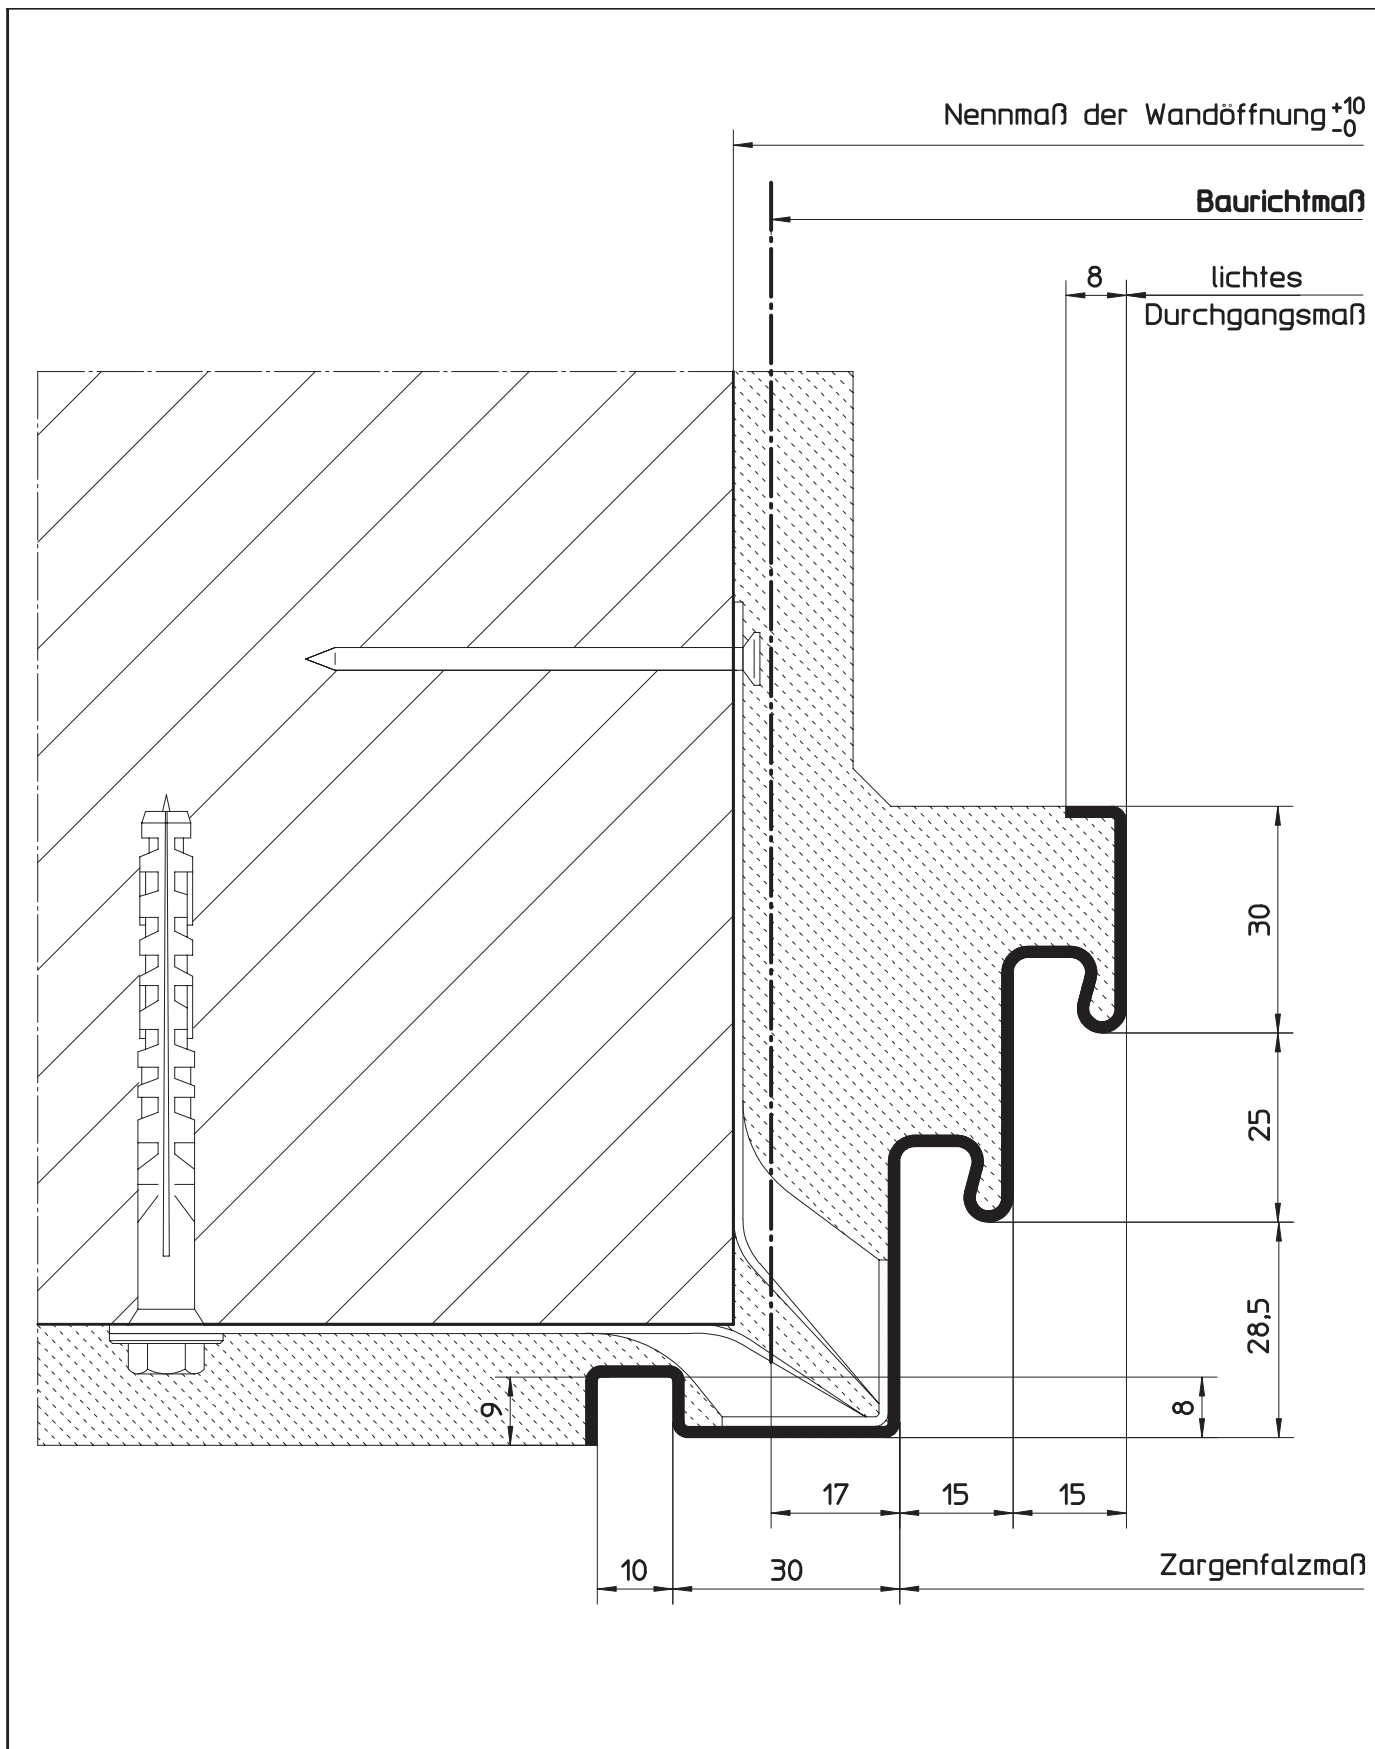 Nennmaß der Wandöffnung +10
-0
Baurichtmaß
8 lichtes
Durchgangsmaß
30
25
28,5
9
8
17 15 15
10 30 Zargenfalzmaß